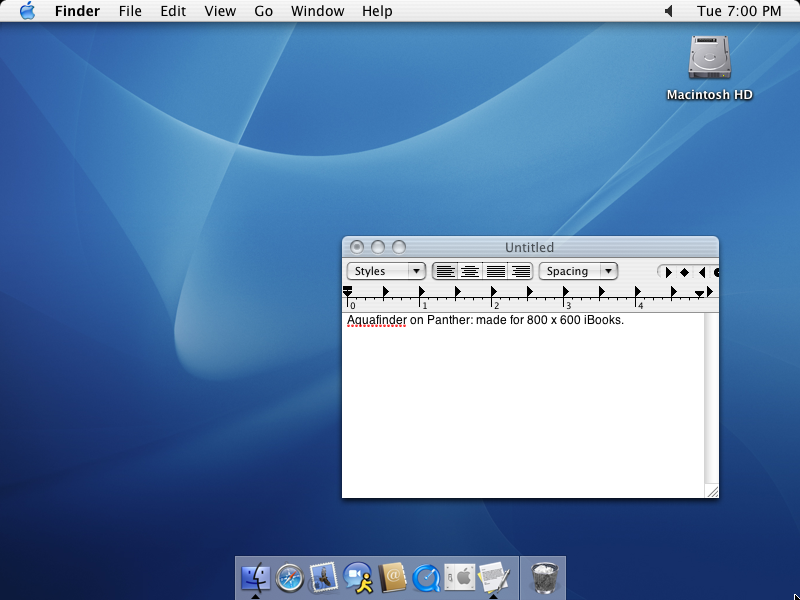 Finder File Edit View Go Window Help Tue 7:00 PM
Macintosh HD
Untitled
Styles Spacing
0 1 2 3 4
Aquafinder on Panther: made for 800 x 600 iBooks.